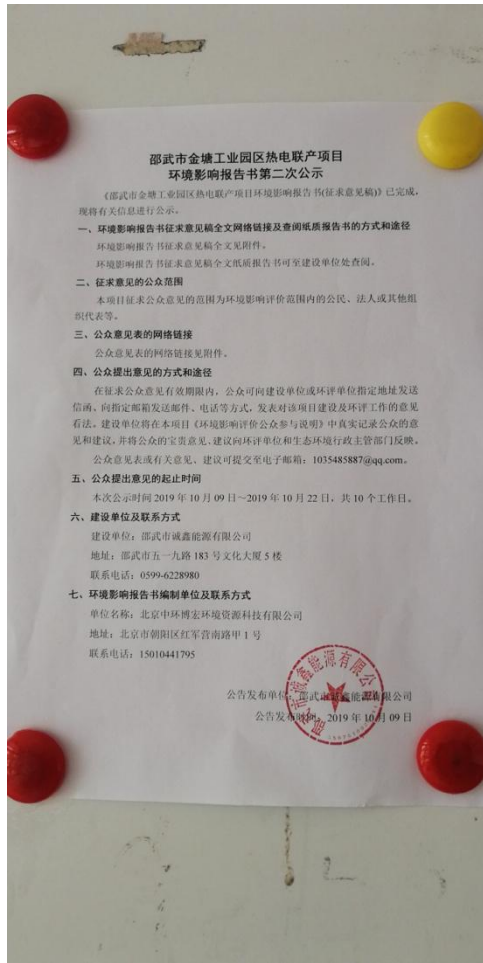 邵武市金塘工业园区热电联产项目
环境影响报告书第二次公示
《邵武市金塘工业园区热电联产项目环境影响报告书(征求意见稿)》已完成，
现将有关信息进行公示。
一、环境影响报告书征求意见稿全文网络链接及查阅纸质报告书的方式和途径
环境影响报告书征求意见稿全文见附件。
环境影响报告书征求意见稿全文纸质报告书可至建设单位处查阅。
二、征求意见的公众范围
本项目征求公众意见的范围为环境影响评价范围内的公民、法人或其他组
织代表等。
三、公众意见表的网络链接
公众意见表的网络链接见附件。
四、公众提出意见的方式和途径
在征求公众意见有效期限内，公众可向建设单位或环评单位指定地址发送
信函、向指定邮箱发送邮件、电话等方式，发表对该项目建设及环评工作的意见
看法。建设单位将在本项目《环境影响评价公众参与说明》中真实记录公众的意
见和建议，并将公众的宝贵意见、建议向环评单位和生态环境行政主管部门反映。
公众意见表或有关意见、建议可提交至电子邮箱：1035485887@qq.com。
五、公众提出意见的起止时间
本次公示时间 2019 年 10 月 09 日~2019 年 10 月 22 日，共 10 个工作日。
六、建设单位及联系方式
建设单位：邵武市诚鑫能源有限公司
地址：邵武市五一九路 183 号文化大厦 5 楼
联系电话：0599-6228980
七、环境影响报告书编制单位及联系方式
单位名称：北京中环博宏环境资源科技有限公司
地址：北京市朝阳区红军营南路甲 1 号
联系电话：15010441795
公告发布单位：邵武市诚鑫能源有限公司
公告发布时间：2019 年 10 月 09 日
邵武市诚鑫能源有限公司